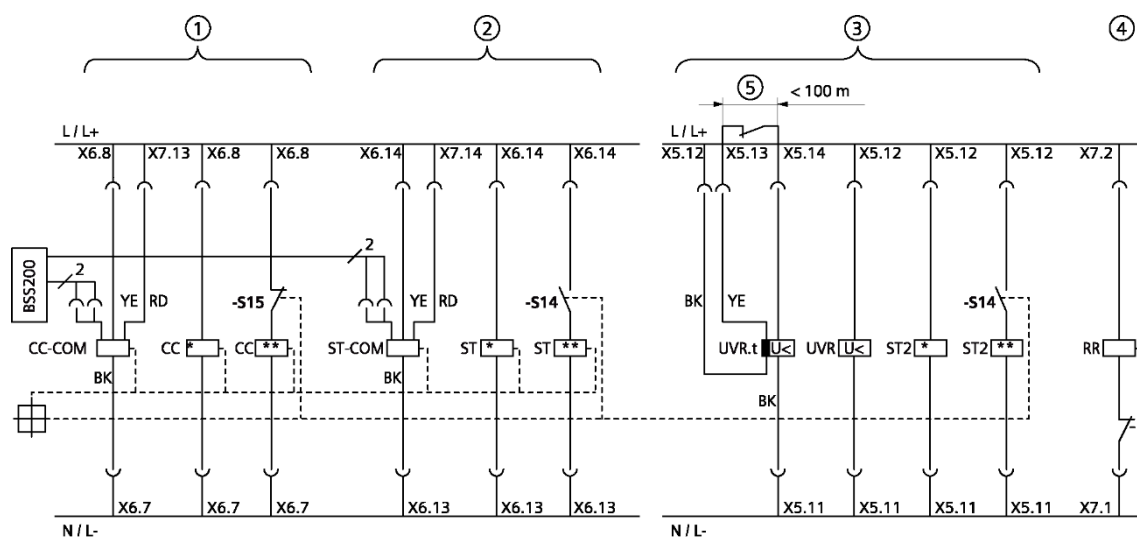 1 2 3 4
5 < 100 m
L / L+ L / L+
X6.8 X7.13 X6.8 X6.8 X6.14 X7.14 X6.14 X6.14 X5.12 X5.13 X5.14 X5.12 X5.12 X5.12 X7.2
2 2
BSS200
YE RD -S15 YE RD -S14 BK YE -S14
CC-COM CC * CC ** ST-COM ST * ST ** UVR.t U< UVR U< ST2 * ST2 ** RR
BK BK BK
X6.7 X6.7 X6.7 X6.13 X6.13 X6.13 X5.11 X5.11 X5.11 X5.11 X7.1
N / L- N / L-